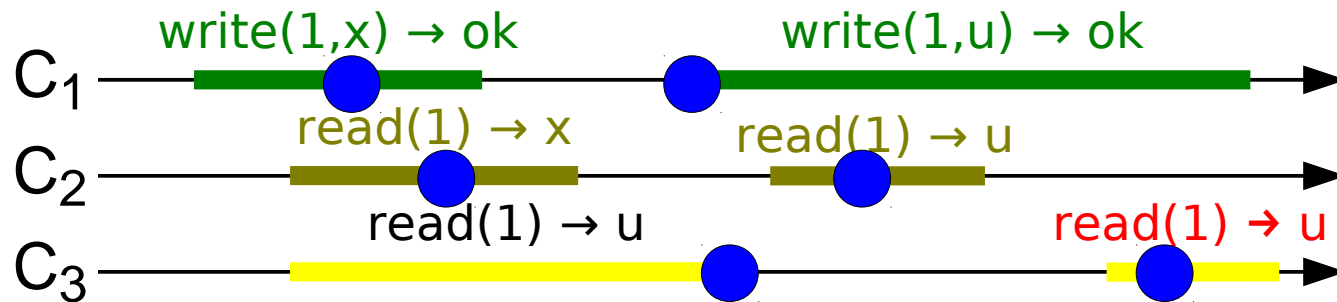 write(1,x) → ok write(1,u) → ok
C₁
read(1) → x read(1) → u
C₂
read(1) → u read(1) → u
C₃